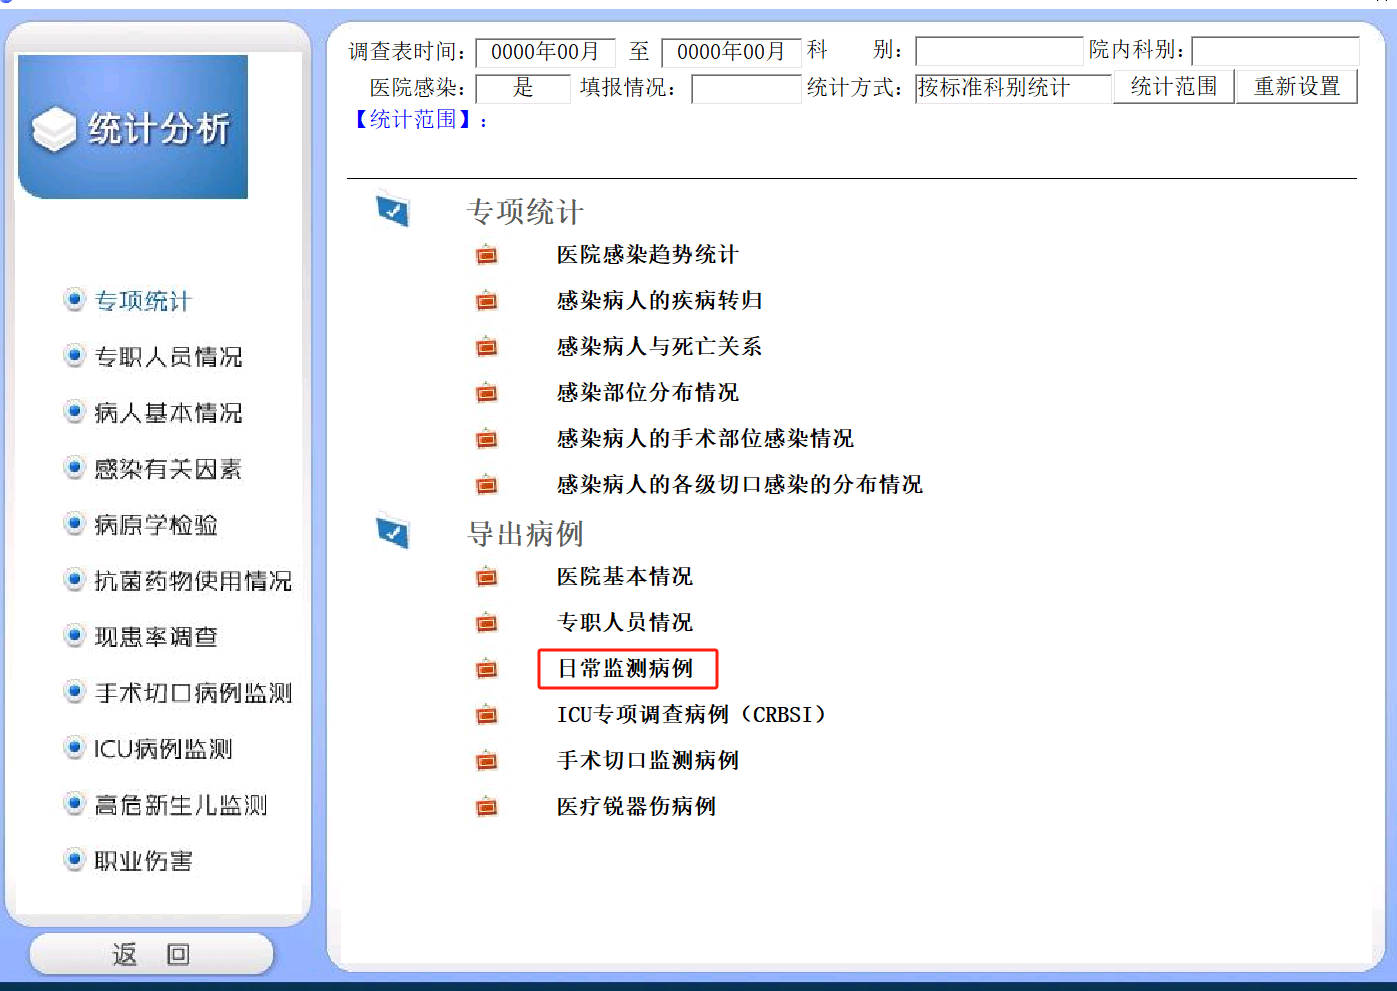 统计分析
专项统计
专职人员情况
病人基本情况
感染有关因素
病原学检验
抗菌药物使用情况
现患率调查
手术切口病例监测
ICU病例监测
高危新生儿监测
职业伤害
返 回
调查表时间： 0000年00月 至 0000年00月 科 别： 院内科别：
医院感染： 是 填报情况： 统计方式： 按标准科别统计 统计范围 重新设置
【统计范围】：
专项统计
医院感染趋势统计
感染病人的疾病转归
感染病人与死亡关系
感染部位分布情况
感染病人的手术部位感染情况
感染病人的各级切口感染的分布情况
导出病例
医院基本情况
专职人员情况
日常监测病例
ICU专项调查病例（CRBSI）
手术切口监测病例
医疗锐器伤病例